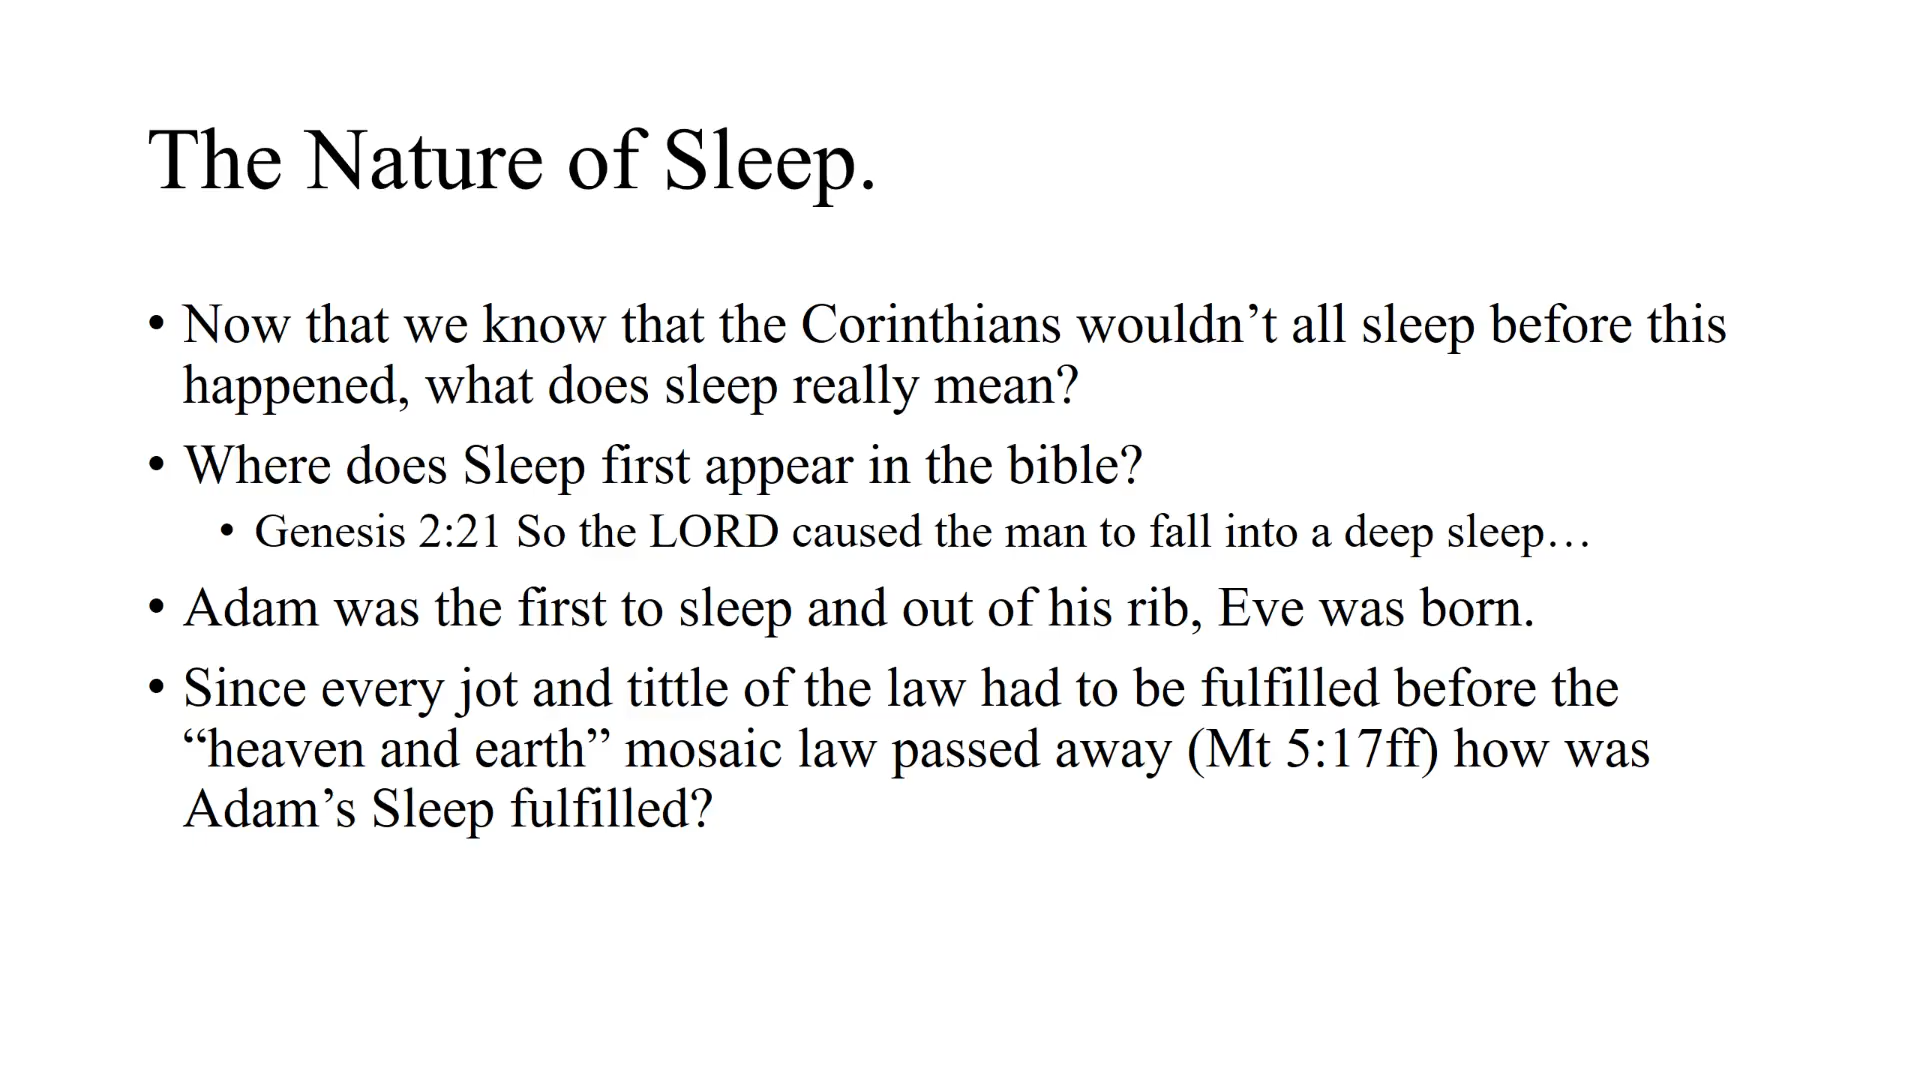 The Nature of Sleep.
• Now that we know that the Corinthians wouldn’t all sleep before this
happened, what does sleep really mean?
• Where does Sleep first appear in the bible?
• Genesis 2:21 So the LORD caused the man to fall into a deep sleep…
• Adam was the first to sleep and out of his rib, Eve was born.
• Since every jot and tittle of the law had to be fulfilled before the
“heaven and earth” mosaic law passed away (Mt 5:17ff) how was
Adam’s Sleep fulfilled?